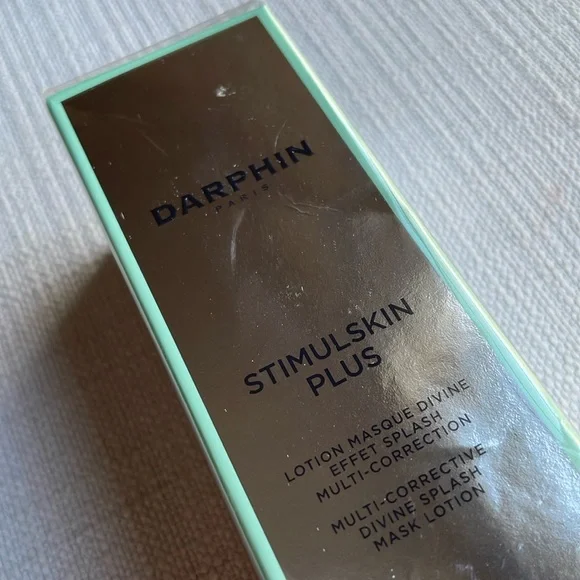 DARPHIN
PARIS
STIMULSKIN
PLUS
LOTION MASQUE DIVINE
EFFET SPLASH
MULTI-CORRECTION
MULTI-CORRECTIVE
DIVINE SPLASH
MASK LOTION